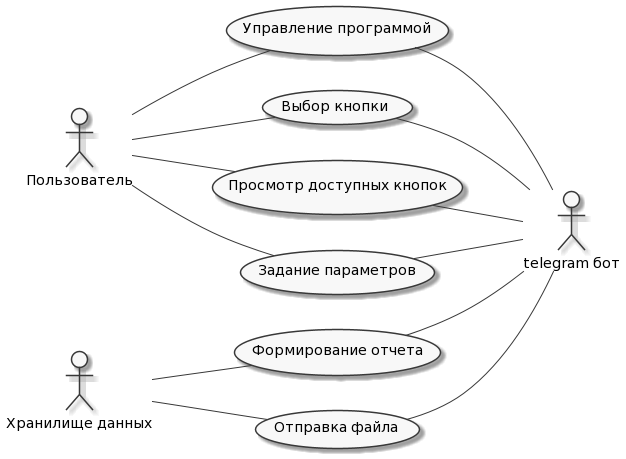 Управление программой
Выбор кнопки
Пользователь
Просмотр доступных кнопок
telegram бот
Задание параметров
Формирование отчета
Хранилище данных
Отправка файла